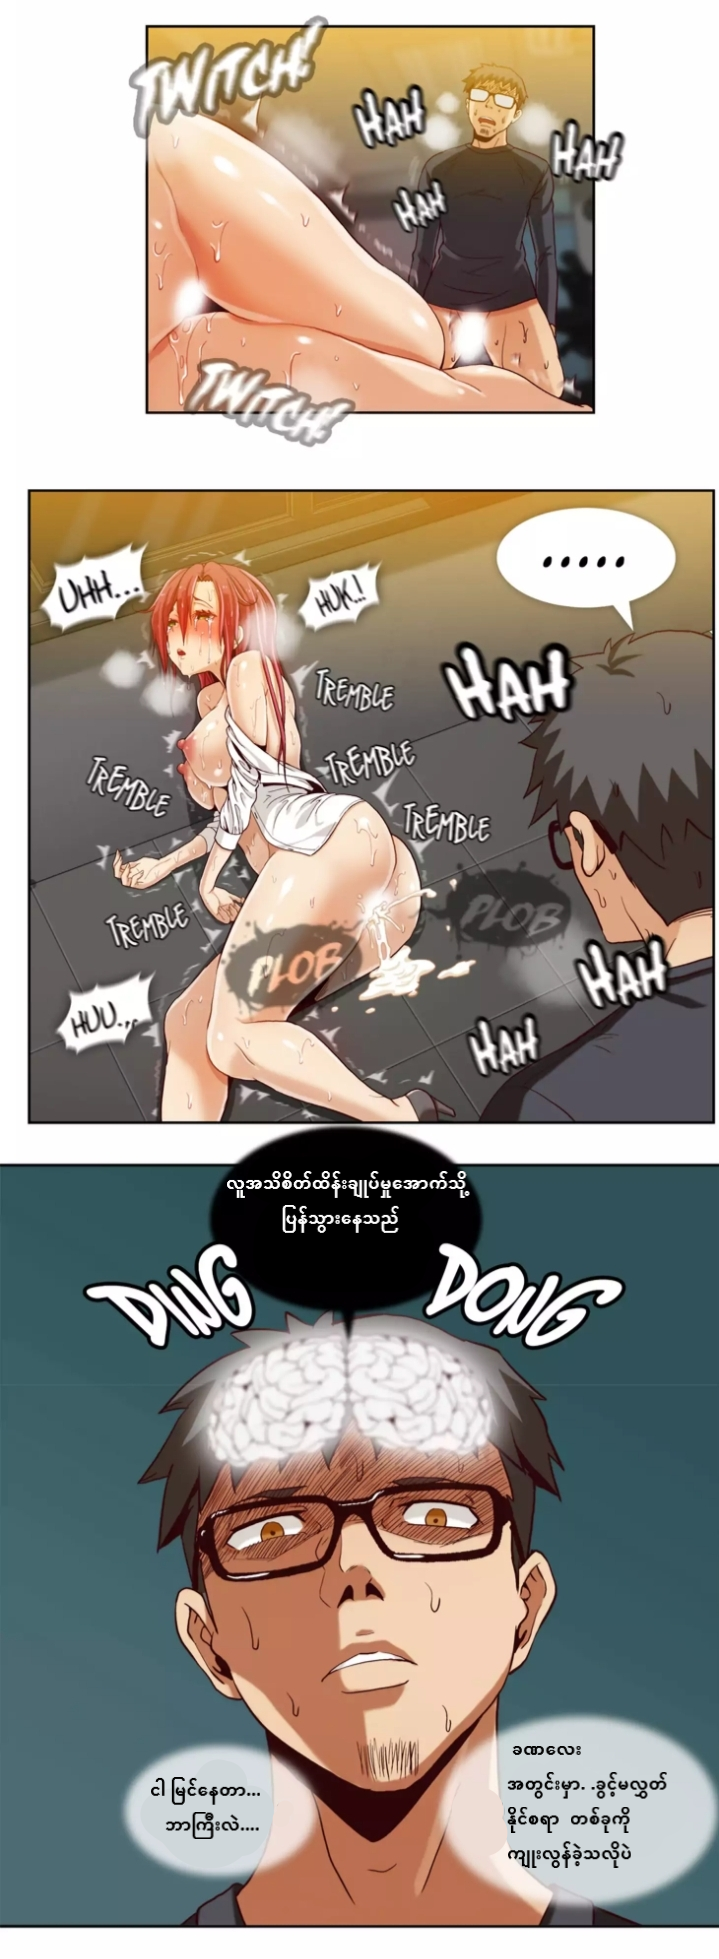 TWITCH!
HAH
HAH
HAH
TWITCH!
.....
UHH...
HUK..!
HAH
TREMBLE
TREMBLE
TREMBLE
TREMBLE
PLOB
TREMBLE
PLOB
HAH
HUU...
HAH
လူအသိစိတ်ထိန်းချုပ်မှုအောက်သို့
ပြန်သွားနေသည်
DING
DONG
ငါ မြင်နေတာ...
ဘာကြီးလဲ....
ခဏလေး
အတွင်းမှာ. .ခွင့်မလွှတ်
နိုင်စရာ တစ်ခုကို
ကျူးလွန်ခဲ့သလိုပဲ